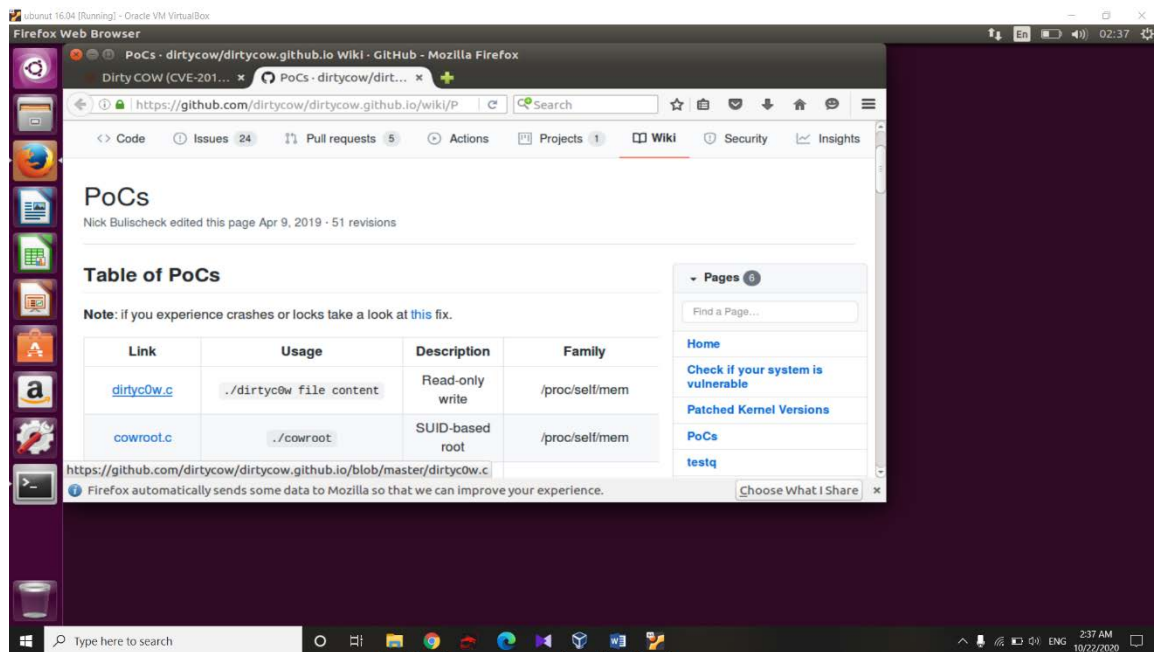 ubunut 16.04 [Running] - Oracle VM VirtualBox
Firefox Web Browser
En
02:37
PoCs · dirtycow/dirtycow.github.io Wiki · GitHub - Mozilla Firefox
Dirty COW (CVE-201... ×
PoCs · dirtycow/dirt... ×
https://github.com/dirtycow/dirtycow.github.io/wiki/P
Search
<> Code
Issues 24
Pull requests 5
Actions
Projects 1
Wiki
Security
Insights
PoCs
Nick Bulischeck edited this page Apr 9, 2019 · 51 revisions
Table of PoCs
Note: if you experience crashes or locks take a look at this fix.
Link Usage Description Family
dirtyc0w.c ./dirtyc0w file content Read-only write /proc/self/mem
cowroot.c ./cowroot SUID-based root /proc/self/mem
Pages 6
Find a Page...
Home
Check if your system is
vulnerable
Patched Kernel Versions
PoCs
testq
https://github.com/dirtycow/dirtycow.github.io/blob/master/dirtyc0w.c
Firefox automatically sends some data to Mozilla so that we can improve your experience.
Choose What I Share ×
Type here to search
ENG
2:37 AM
10/22/2020